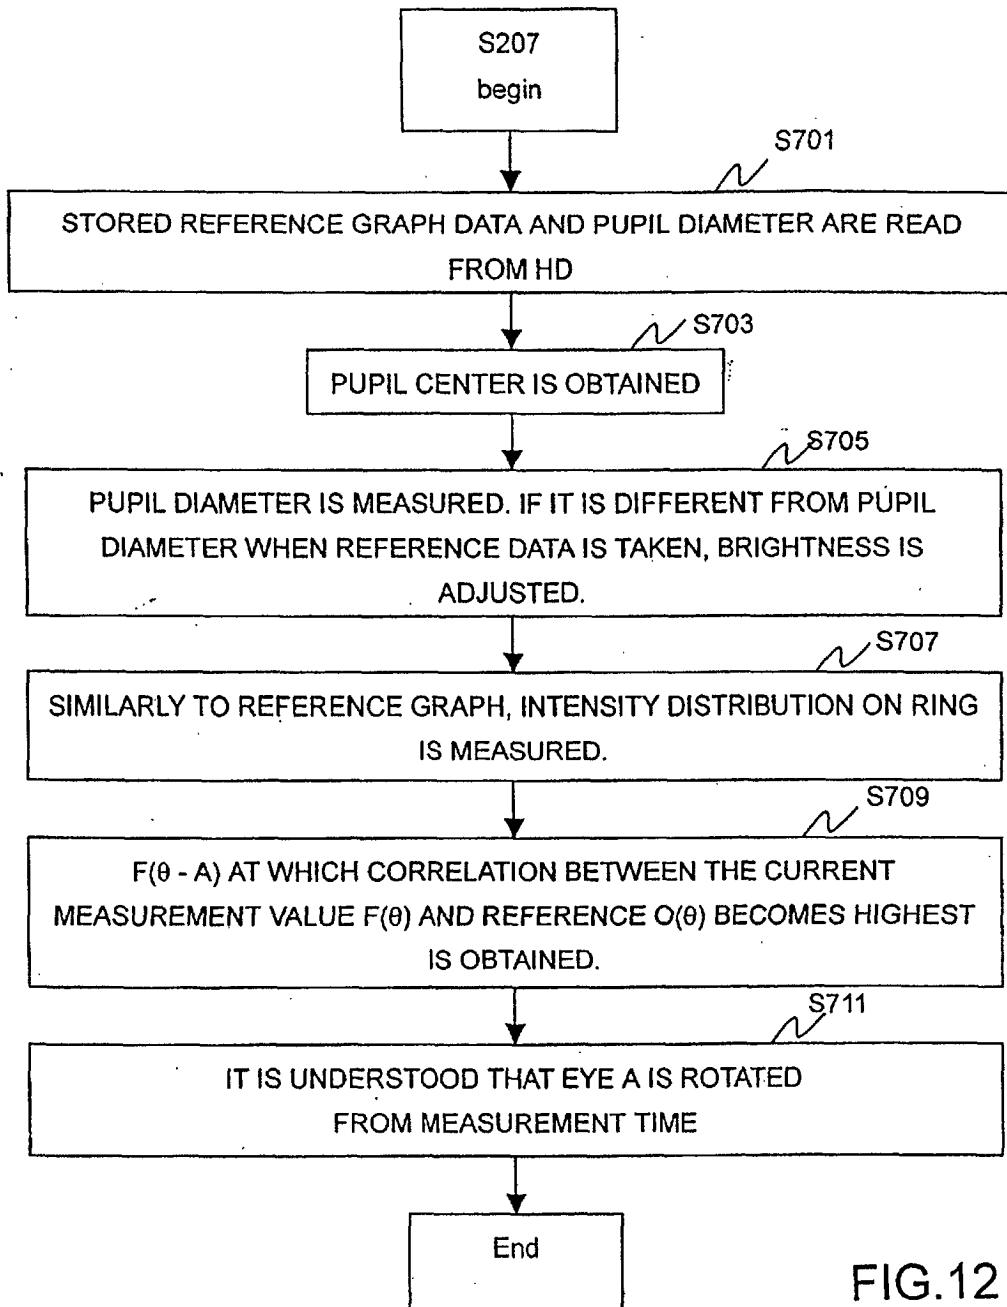 S207
begin
S701
STORED REFERENCE GRAPH DATA AND PUPIL DIAMETER ARE READ
FROM HD
S703
PUPIL CENTER IS OBTAINED
S705
PUPIL DIAMETER IS MEASURED. IF IT IS DIFFERENT FROM PUPIL
DIAMETER WHEN REFERENCE DATA IS TAKEN, BRIGHTNESS IS
ADJUSTED.
S707
SIMILARLY TO REFERENCE GRAPH, INTENSITY DISTRIBUTION ON RING
IS MEASURED.
S709
F(θ - A) AT WHICH CORRELATION BETWEEN THE CURRENT
MEASUREMENT VALUE F(θ) AND REFERENCE O(θ) BECOMES HIGHEST
IS OBTAINED.
S711
IT IS UNDERSTOOD THAT EYE A IS ROTATED
FROM MEASUREMENT TIME
End
FIG.12